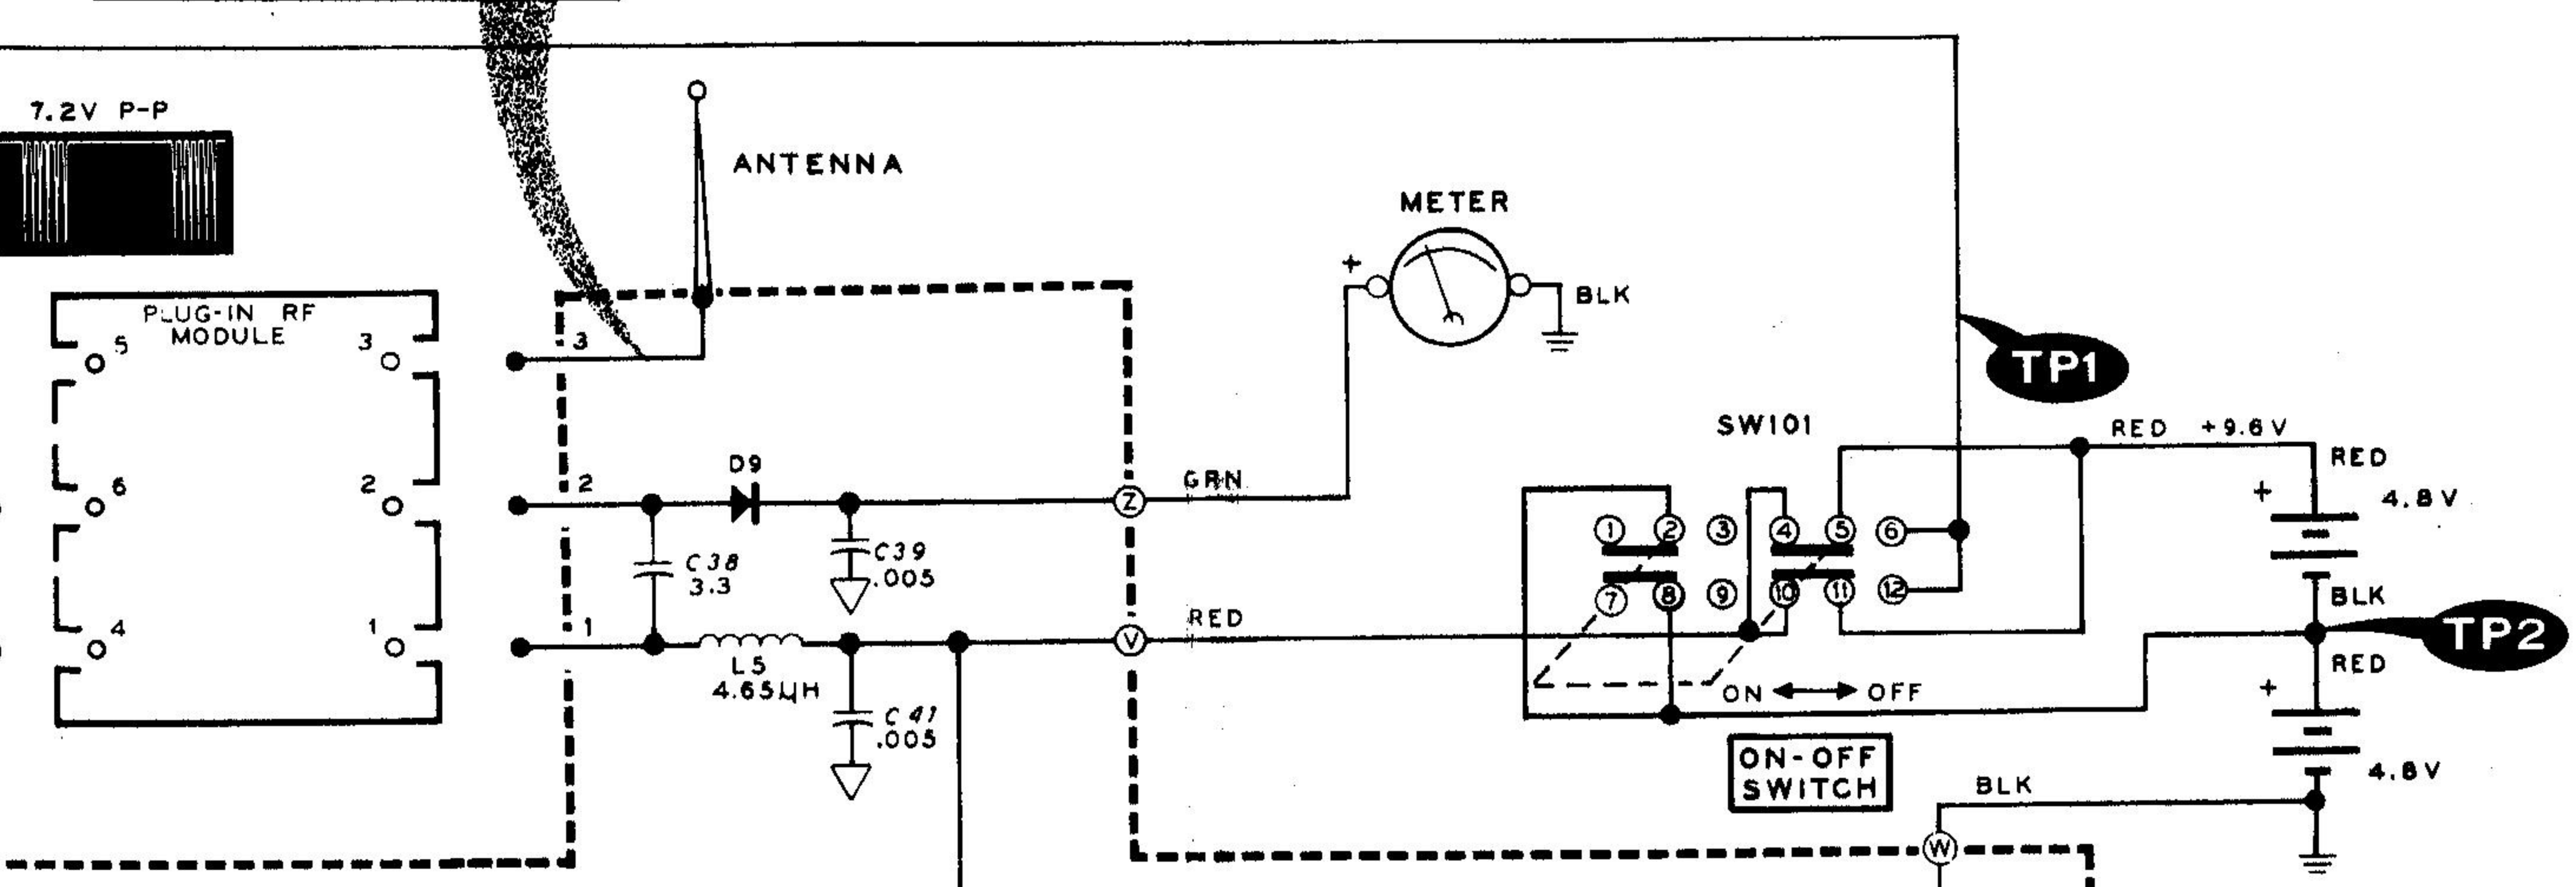 7.2V P-P
ANTENNA
METER
+
BLK
TP1
PLUG-IN RF
MODULE
5
3
6
2
4
1
3
2
1
D9
C38
3.3
C39
.005
L5
4.65µH
C41
.005
Z
GRN
V
RED
SW101
RED +9.6V
RED
+
4.8V
BLK
TP2
RED
+
4.8V
1
2
3
4
5
6
7
8
9
10
11
12
ON
OFF
ON-OFF
SWITCH
BLK
W